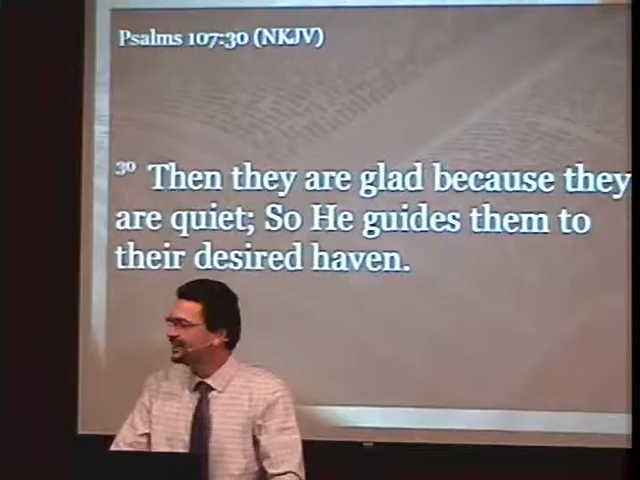 Psalms 107:30 (NKJV)
30 Then they are glad because they
are quiet; So He guides them to
their desired haven.